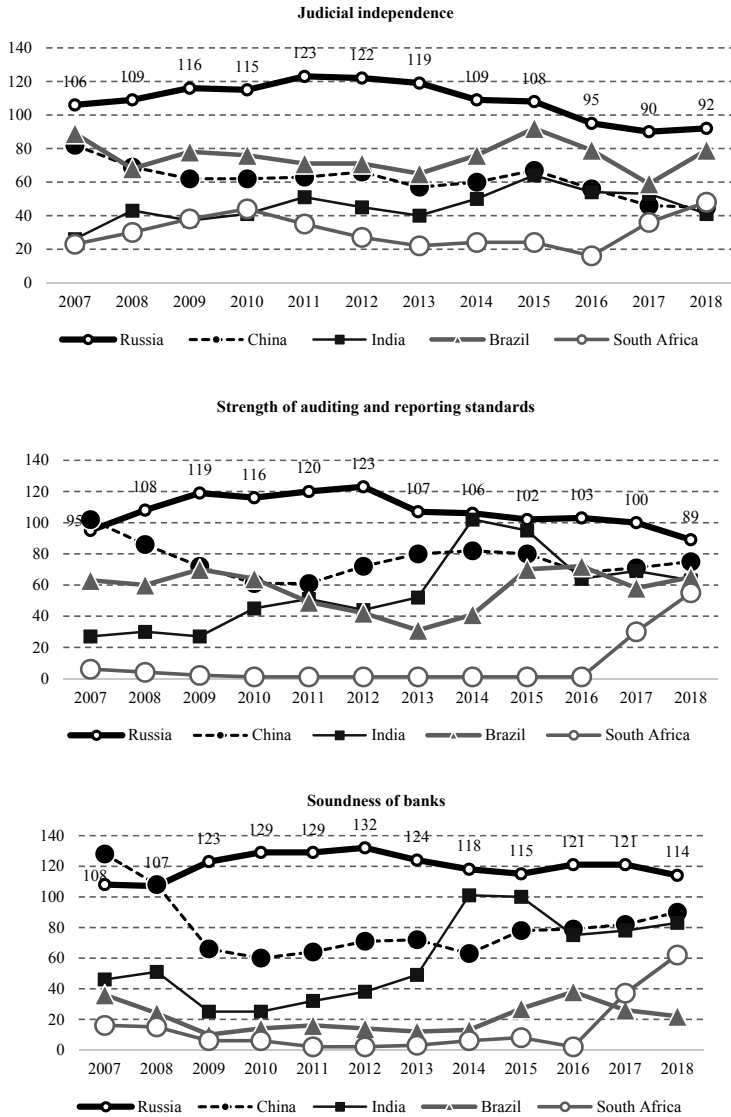 Judicial independence
140
120
100
80
60
40
20
0
106 109 116 115 123 122 119 109 108 95 90 92
2007 2008 2009 2010 2011 2012 2013 2014 2015 2016 2017 2018
Russia China India Brazil South Africa
Strength of auditing and reporting standards
140
120
100
80
60
40
20
0
95 108 119 116 120 123 107 106 102 103 100 89
2007 2008 2009 2010 2011 2012 2013 2014 2015 2016 2017 2018
Russia China India Brazil South Africa
Soundness of banks
140
120
100
80
60
40
20
0
108 107 123 129 129 132 124 118 115 121 121 114
2007 2008 2009 2010 2011 2012 2013 2014 2015 2016 2017 2018
Russia China India Brazil South Africa